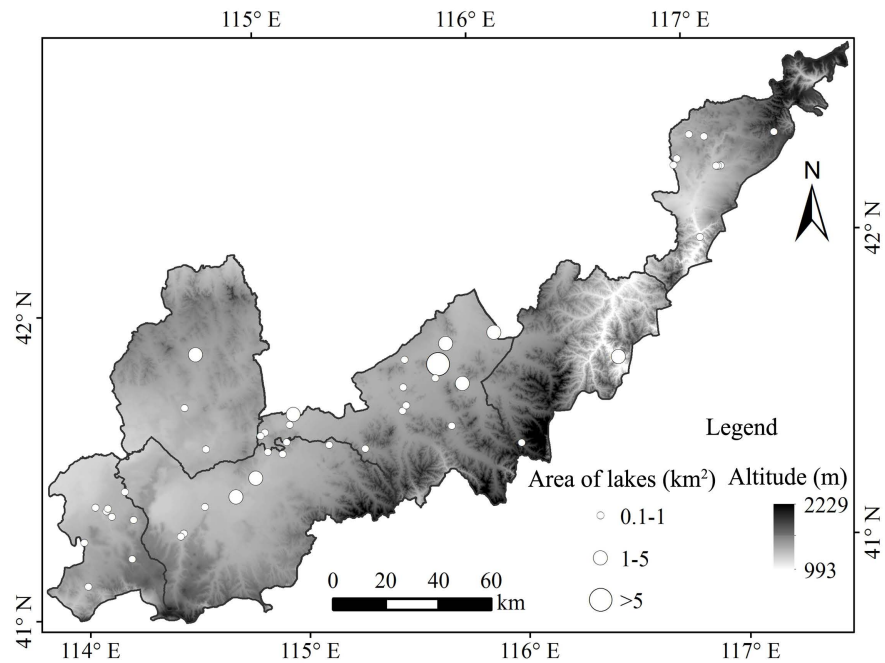 115° E 116° E 117° E
N
42° N
42° N
Legend
Area of lakes (km²) Altitude (m)
0.1-1
1-5
>5
2229
993
41° N
0 20 40 60
km
41° N
114° E 115° E 116° E 117° E